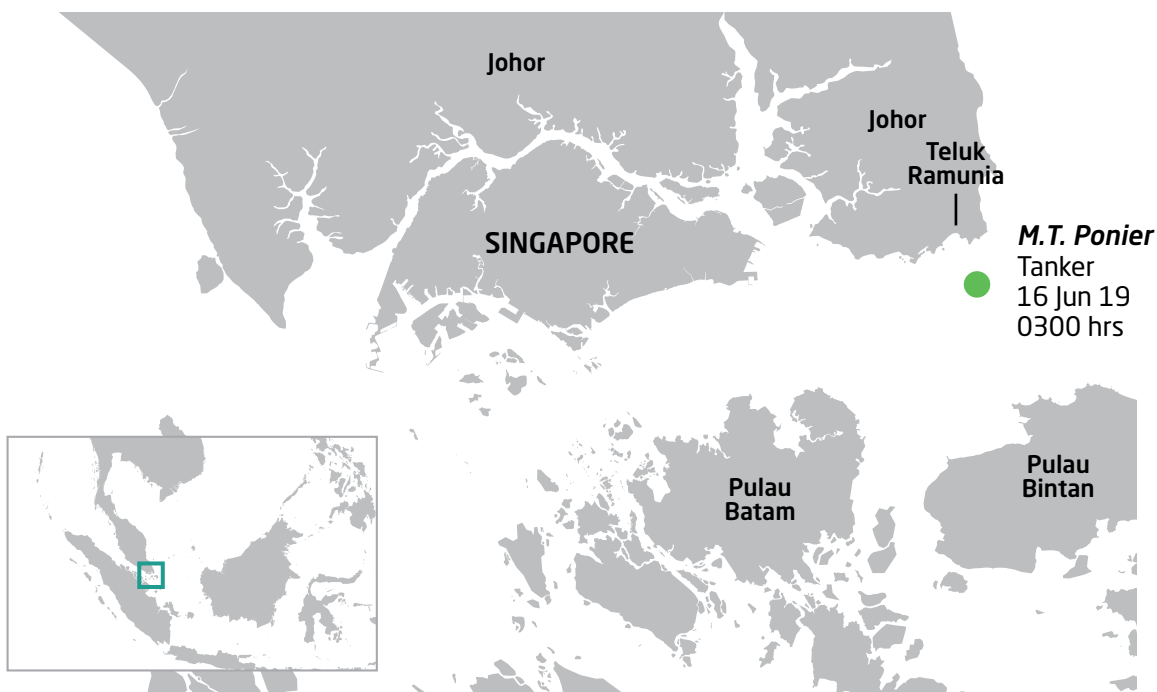 Johor
Johor
Teluk
Ramunia
SINGAPORE
M.T. Ponier
Tanker
16 Jun 19
0300 hrs
Pulau
Batam
Pulau
Bintan